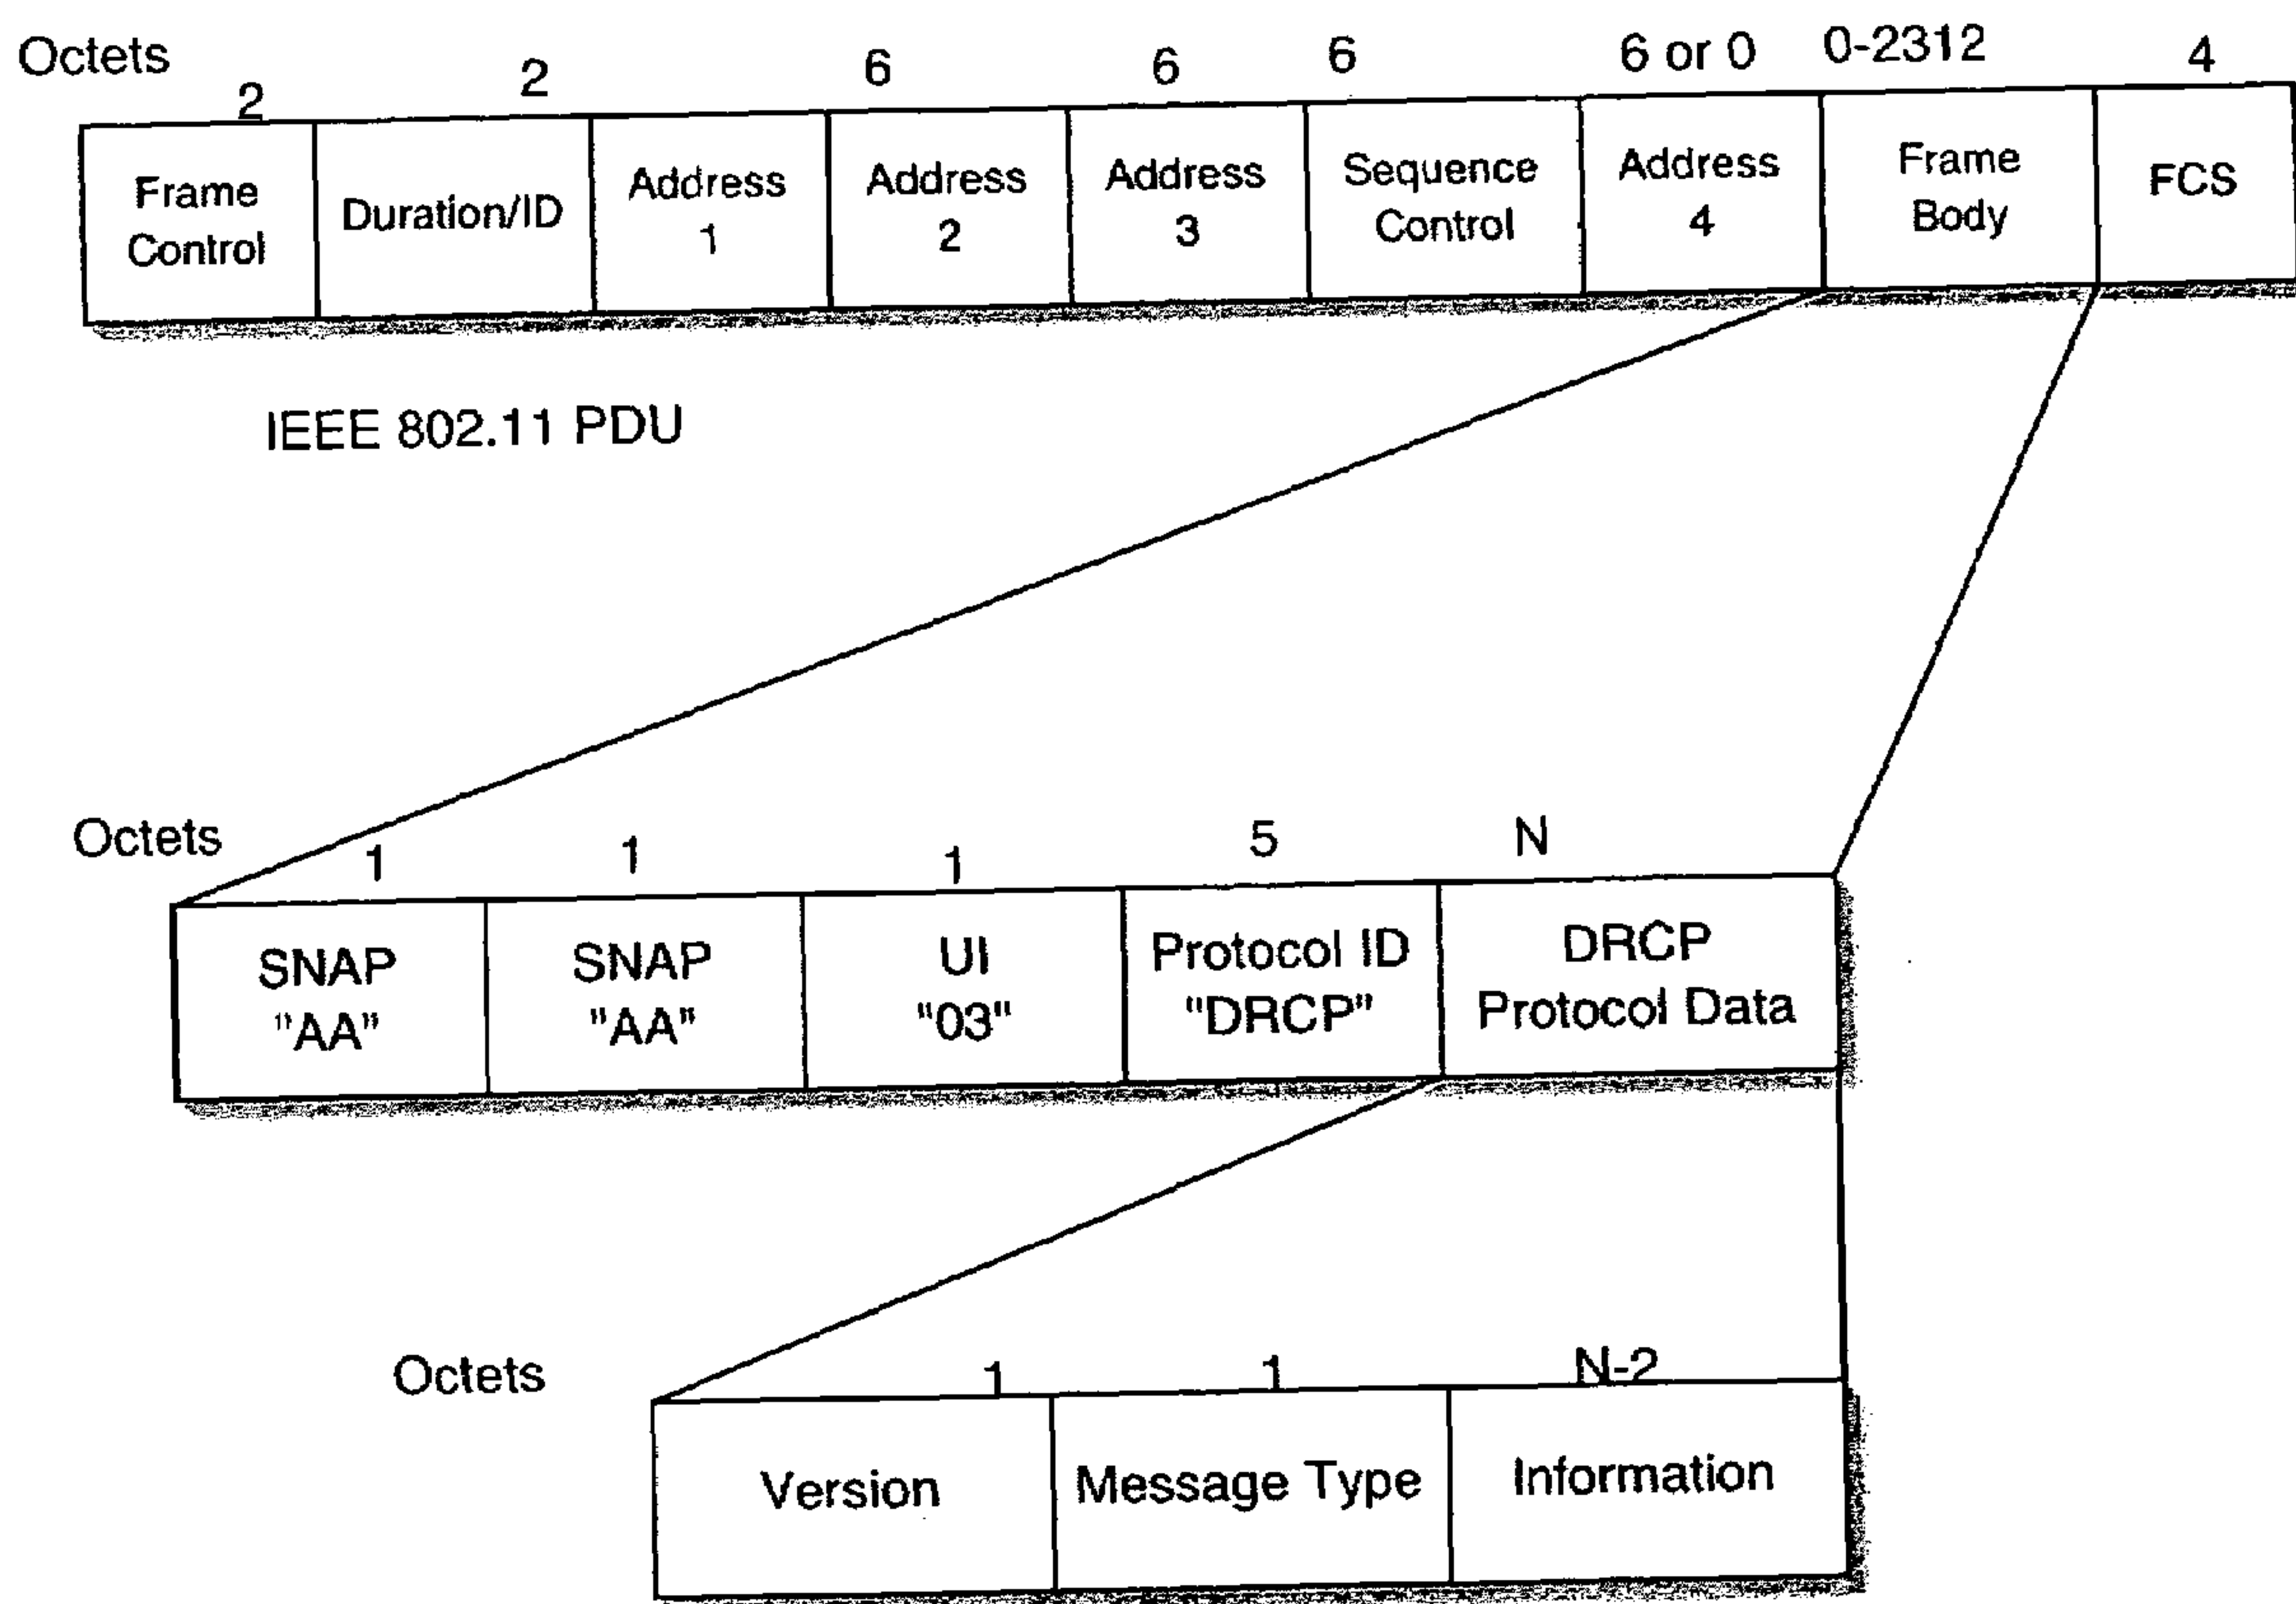 Octets 2 2 6 6 6 6 or 0 0-2312 4
Frame Control
Duration/ID
Address 1
Address 2
Address 3
Sequence Control
Address 4
Frame Body
FCS
IEEE 802.11 PDU
Octets 1 1 1 5 N
SNAP "AA"
SNAP "AA"
UI "03"
Protocol ID "DRCP"
DRCP Protocol Data
Octets 1 1 N-2
Version
Message Type
Information